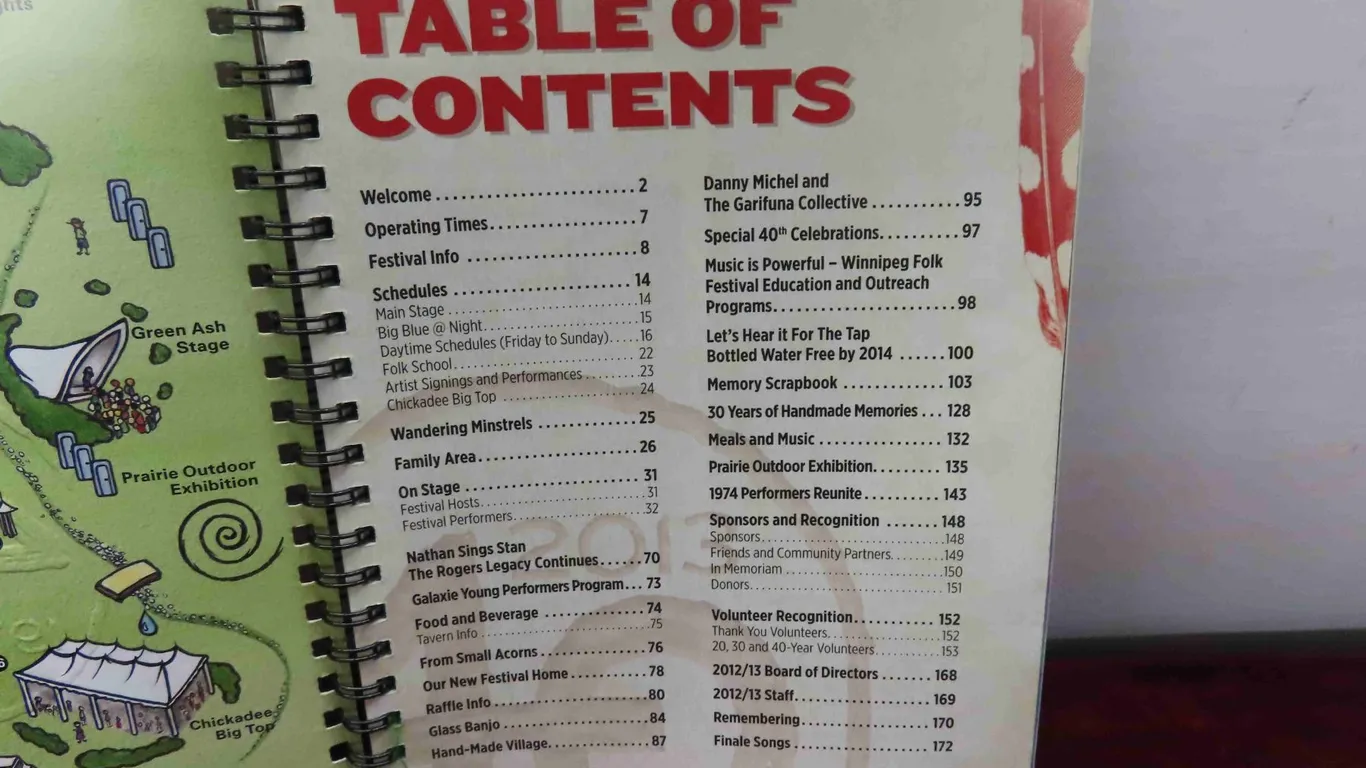 TABLE OF
CONTENTS
Welcome ........................ 2
Operating Times................... 7
Festival Info ..................... 8
Schedules ...................... 14
Main Stage ............................ 14
Big Blue @ Night....................... 15
Daytime Schedules (Friday to Sunday).....16
Folk School........................... 22
Artist Signings and Performances .........23
Chickadee Big Top ..................... 24
Wandering Minstrels ............ 25
Family Area..................... 26
On Stage ....................... 31
Festival Hosts......................... 31
Festival Performers.................... 32
Nathan Sings Stan
The Rogers Legacy Continues......70
Galaxie Young Performers Program... 73
Food and Beverage .............. 74
Tavern Info ........................... 75
From Small Acorns .............. 76
Our New Festival Home ........... 78
Raffle Info ..................... 80
Glass Banjo .................... 84
Hand-Made Village............... 87
Danny Michel and
The Garifuna Collective ...........95
Special 40th Celebrations..........97
Music is Powerful – Winnipeg Folk
Festival Education and Outreach
Programs.......................98
Let's Hear it For The Tap
Bottled Water Free by 2014 ......100
Memory Scrapbook .............103
30 Years of Handmade Memories ... 128
Meals and Music ................ 132
Prairie Outdoor Exhibition......... 135
1974 Performers Reunite.......... 143
Sponsors and Recognition ....... 148
Sponsors.............................148
Friends and Community Partners.........149
In Memoriam ..........................150
Donors............................... 151
Volunteer Recognition........... 152
Thank You Volunteers...................152
20, 30 and 40-Year Volunteers............153
2012/13 Board of Directors ....... 168
2012/13 Staff................... 169
Remembering................... 170
Finale Songs ................... 172
2013
Green Ash
Stage
Prairie Outdoor
Exhibition
Chickadee
Big Top